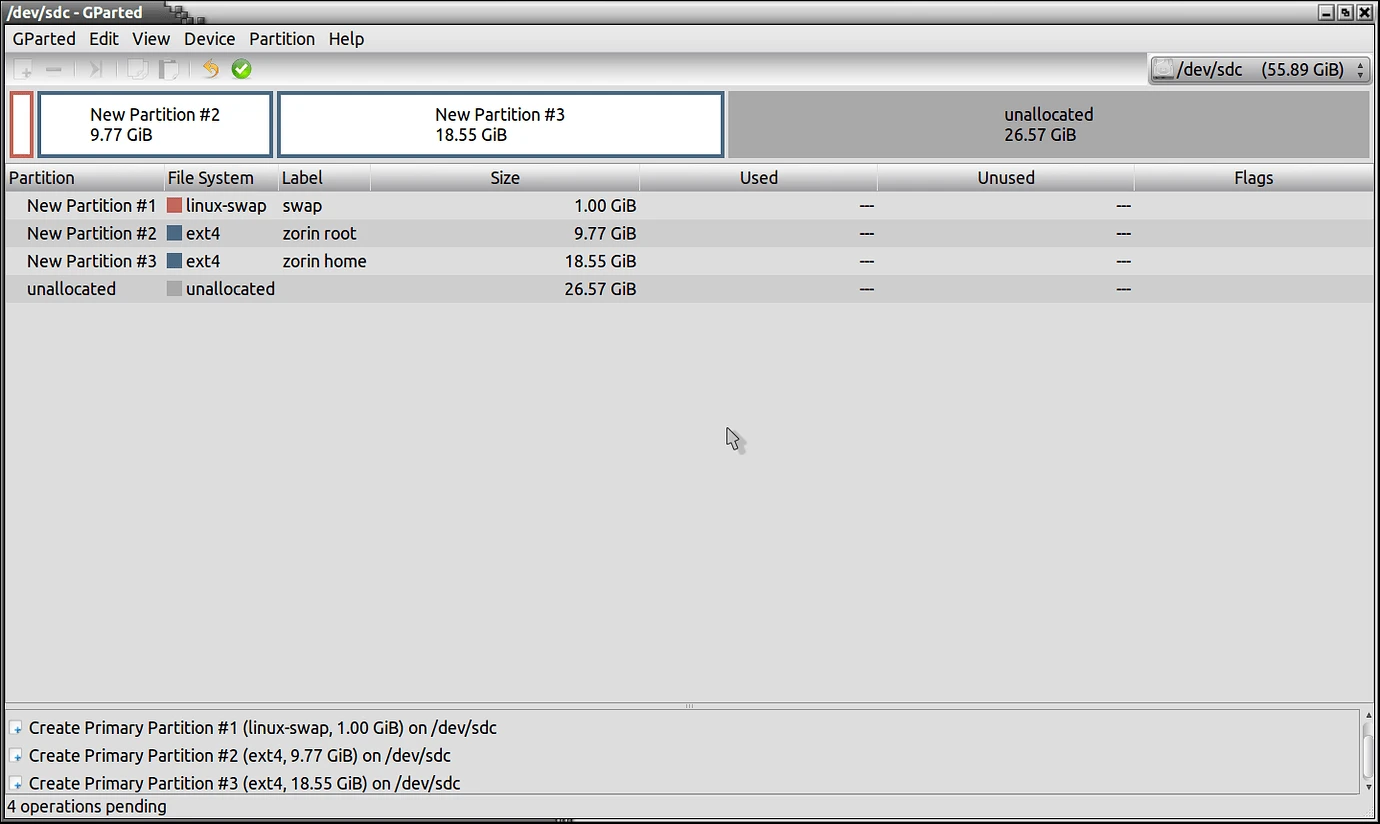 /dev/sdc - GParted
GParted Edit View Device Partition Help
/dev/sdc (55.89 GiB)
New Partition #2
9.77 GiB
New Partition #3
18.55 GiB
unallocated
26.57 GiB
Partition File System Label Size Used Unused Flags
New Partition #1 linux-swap swap 1.00 GiB --- ---
New Partition #2 ext4 zorin root 9.77 GiB --- ---
New Partition #3 ext4 zorin home 18.55 GiB --- ---
unallocated unallocated 26.57 GiB --- ---
Create Primary Partition #1 (linux-swap, 1.00 GiB) on /dev/sdc
Create Primary Partition #2 (ext4, 9.77 GiB) on /dev/sdc
Create Primary Partition #3 (ext4, 18.55 GiB) on /dev/sdc
4 operations pending